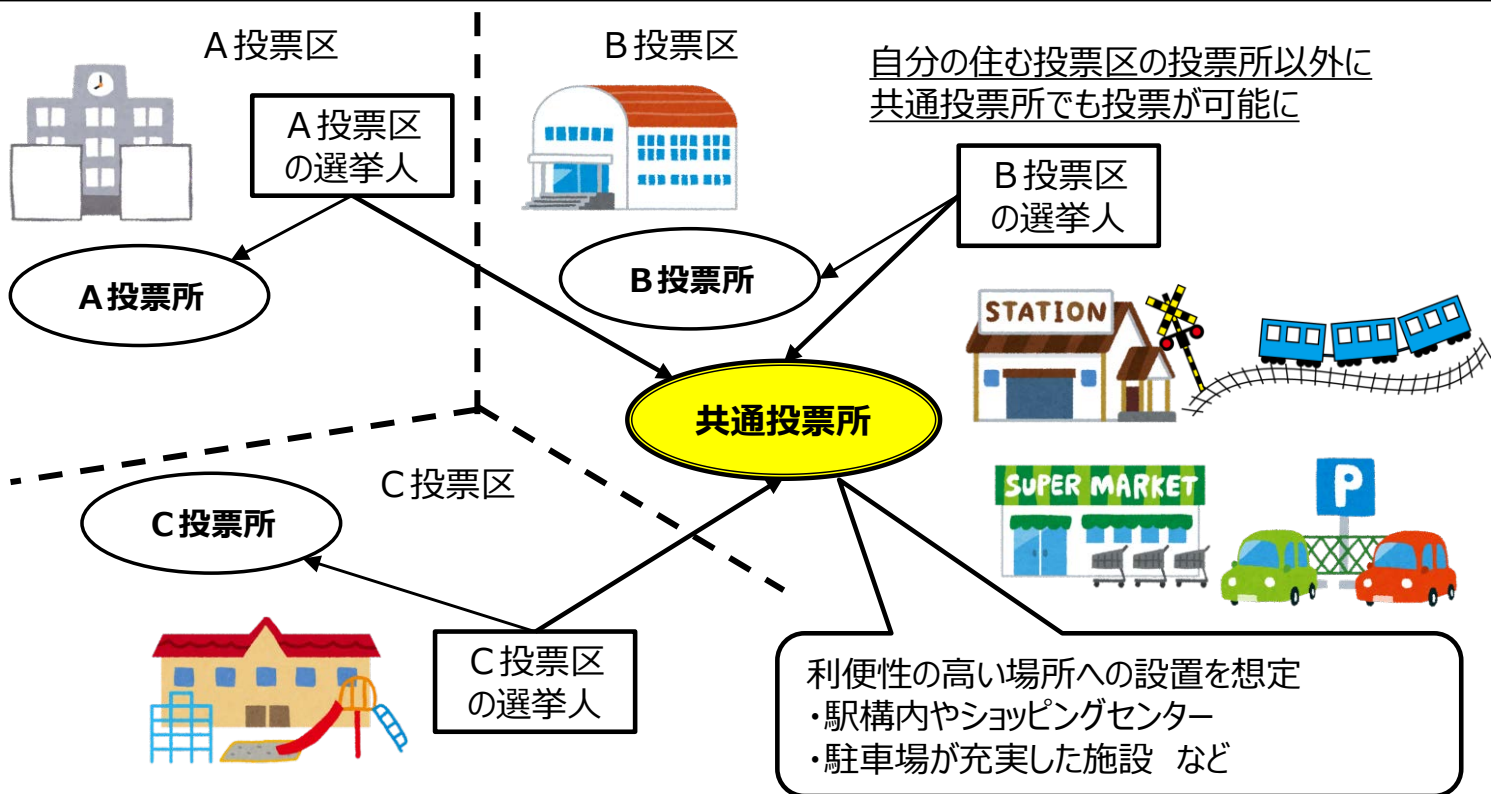 A投票区
B投票区
自分の住む投票区の投票所以外に
共通投票所でも投票が可能に
A投票区
の選挙人
B投票区
の選挙人
A投票所
B投票所
STATION
共通投票所
C投票区
SUPER MARKET
P
C投票所
C投票区
の選挙人
利便性の高い場所への設置を想定
・駅構内やショッピングセンター
・駐車場が充実した施設 など